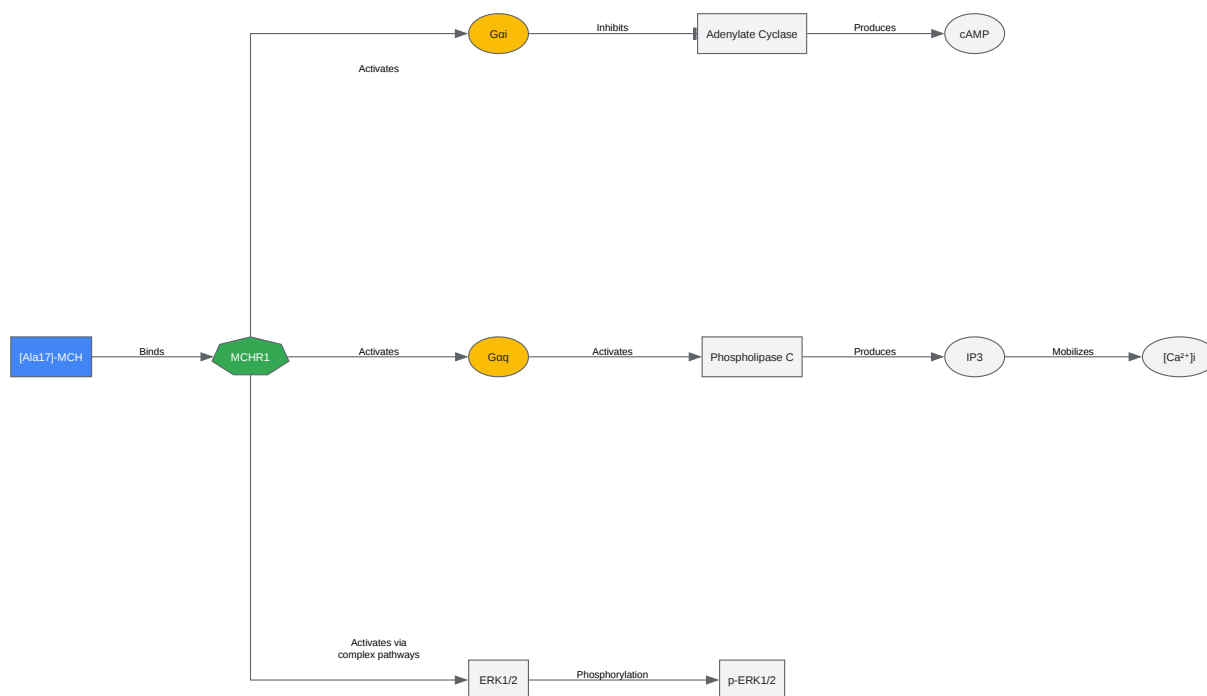 Gαi
Inhibits
Adenylate Cyclase
Produces
cAMP
Activates
[Ala17]-MCH
Binds
MCHR1
Activates
Gαq
Activates
Phospholipase C
Produces
IP3
Mobilizes
[Ca²⁺]i
Activates via
complex pathways
ERK1/2
Phosphorylation
p-ERK1/2